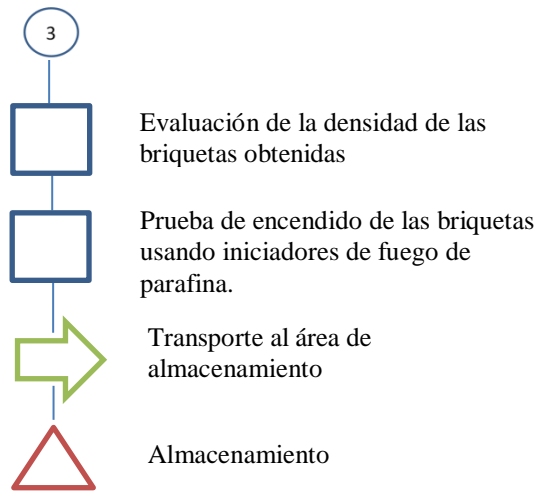 3
Evaluación de la densidad de las
briquetas obtenidas
Prueba de encendido de las briquetas
usando iniciadores de fuego de
parafina.
Transporte al área de
almacenamiento
Almacenamiento